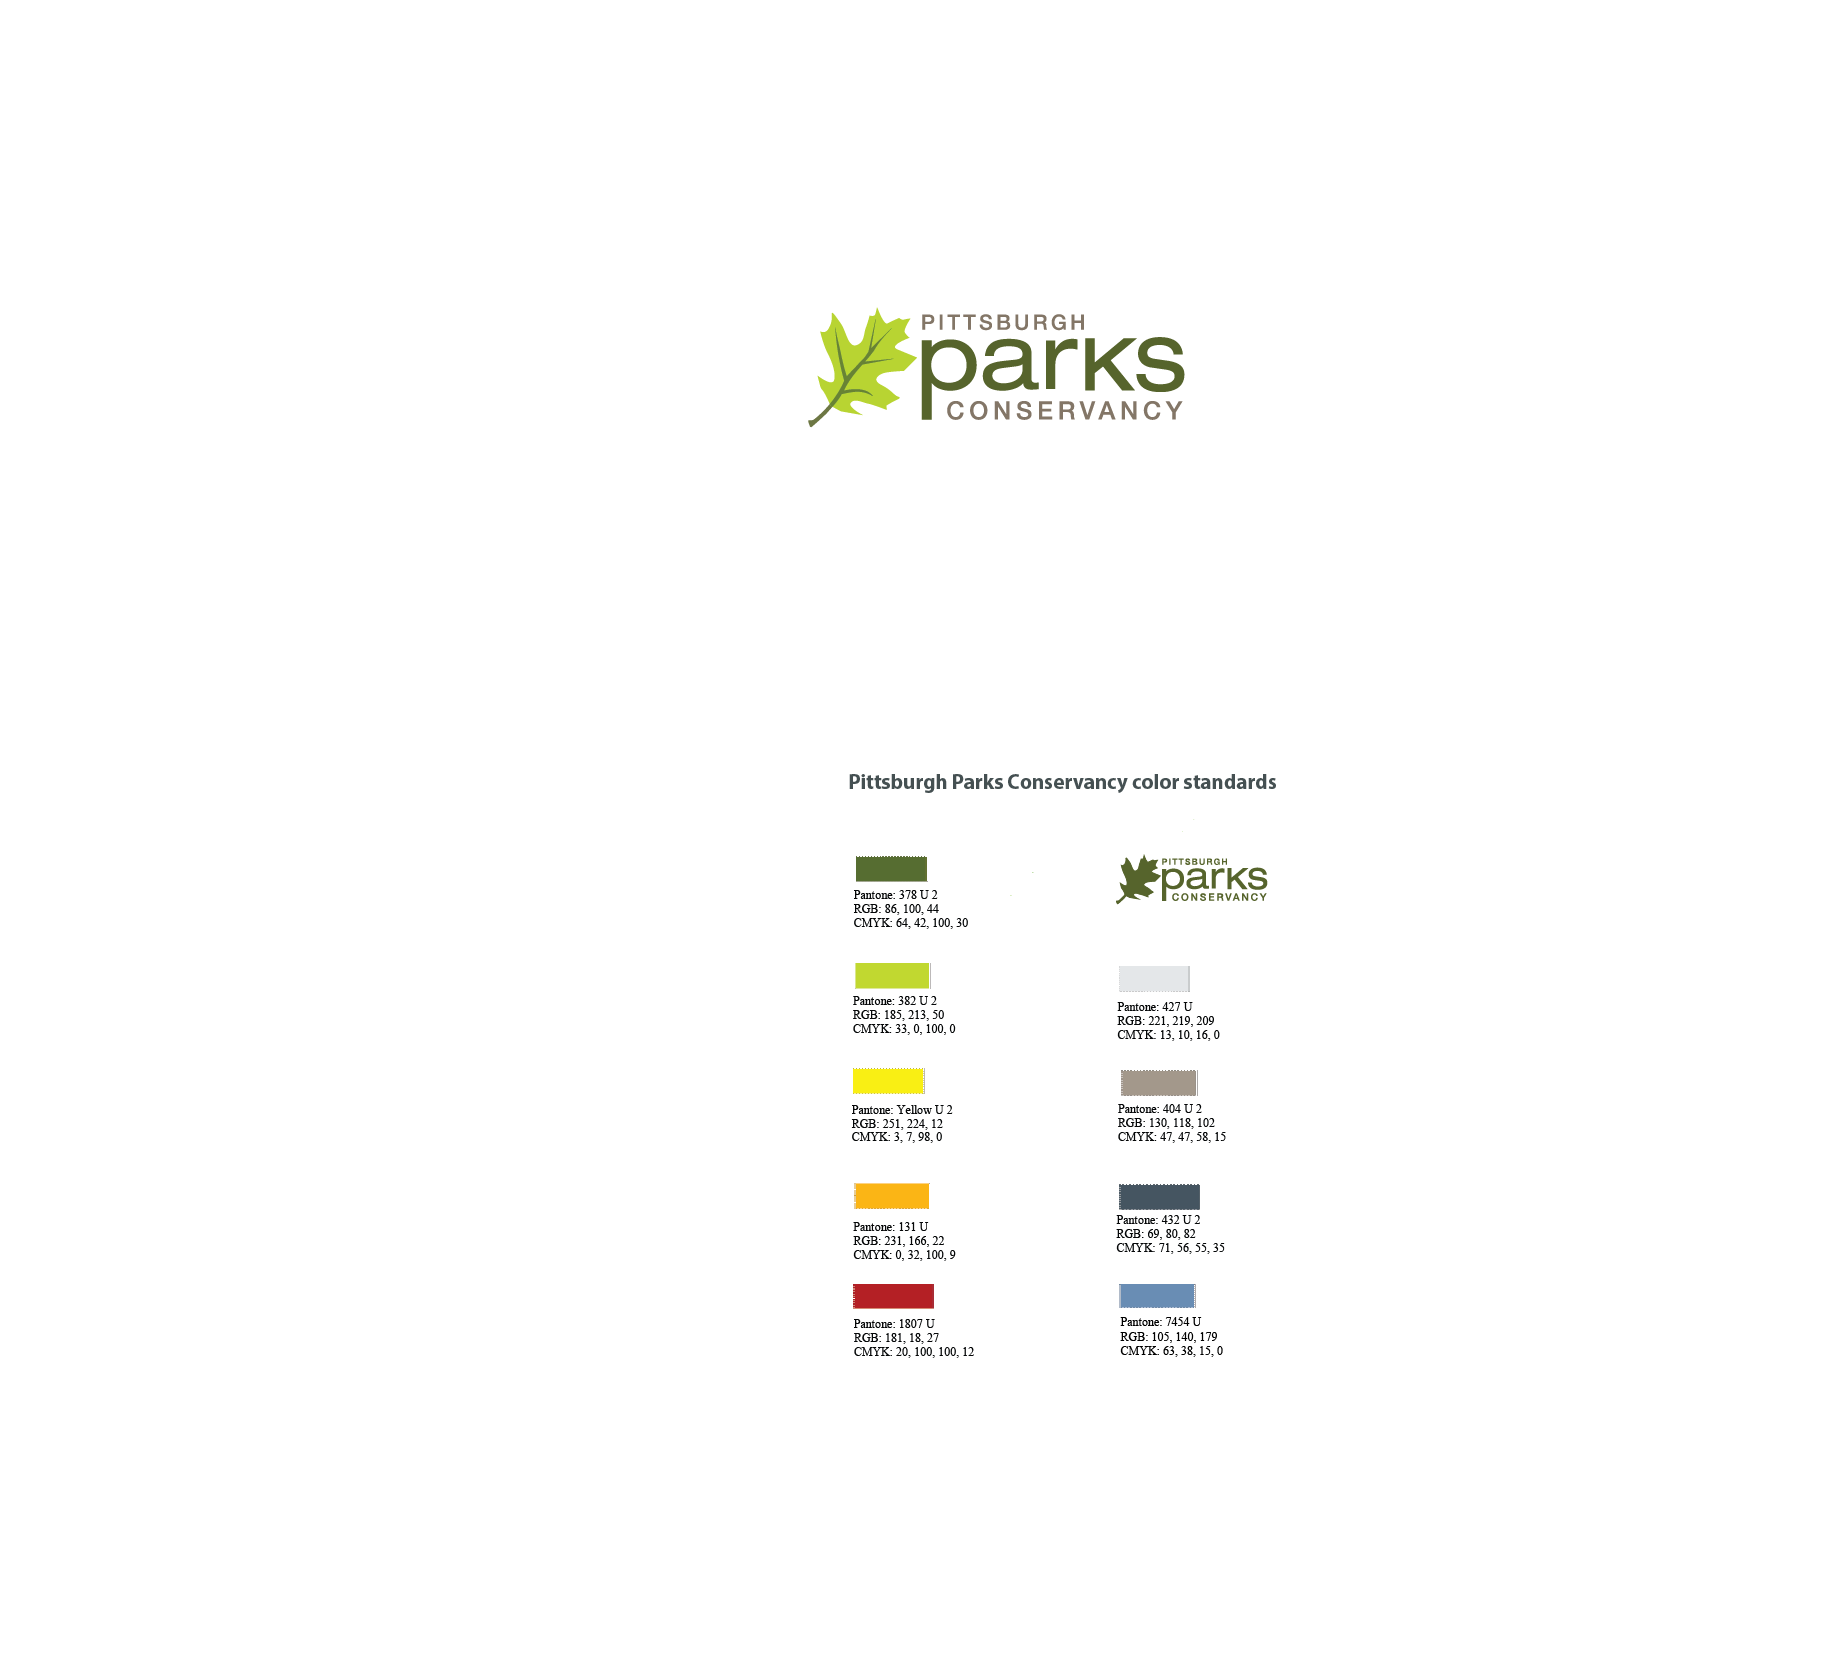 PITTSBURGH
parks
CONSERVANCY
Pittsburgh Parks Conservancy color standards
Pantone: 378 U 2
RGB: 86, 100, 44
CMYK: 64, 42, 100, 30
PITTSBURGH
parks
CONSERVANCY
Pantone: 382 U 2
RGB: 185, 213, 50
CMYK: 33, 0, 100, 0
Pantone: 427 U
RGB: 221, 219, 209
CMYK: 13, 10, 16, 0
Pantone: Yellow U 2
RGB: 251, 224, 12
CMYK: 3, 7, 98, 0
Pantone: 404 U 2
RGB: 130, 118, 102
CMYK: 47, 47, 58, 15
Pantone: 131 U
RGB: 231, 166, 22
CMYK: 0, 32, 100, 9
Pantone: 432 U 2
RGB: 69, 80, 82
CMYK: 71, 56, 55, 35
Pantone: 1807 U
RGB: 181, 18, 27
CMYK: 20, 100, 100, 12
Pantone: 7454 U
RGB: 105, 140, 179
CMYK: 63, 38, 15, 0